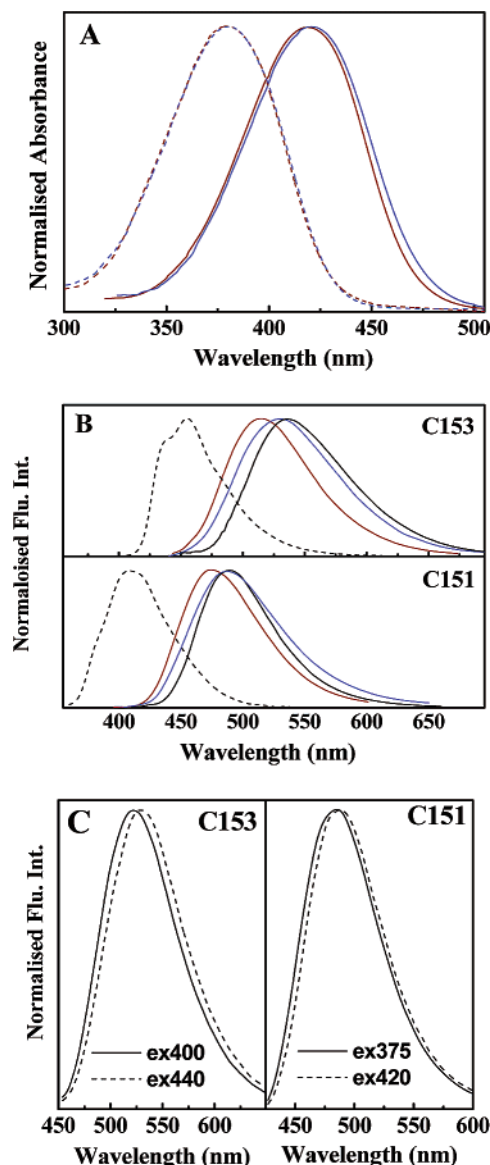 A
Normalised Absorbance
300 350 400 450 500
Wavelength (nm)
B
C153
C151
Normaloised Flu. Int.
400 450 500 550 600 650
Wavelength (nm)
C
C153
C151
Normalised Flu. Int.
ex400
ex440
ex375
ex420
450 500 550 600
450 500 550 600
Wavelength (nm)
Wavelength (nm)